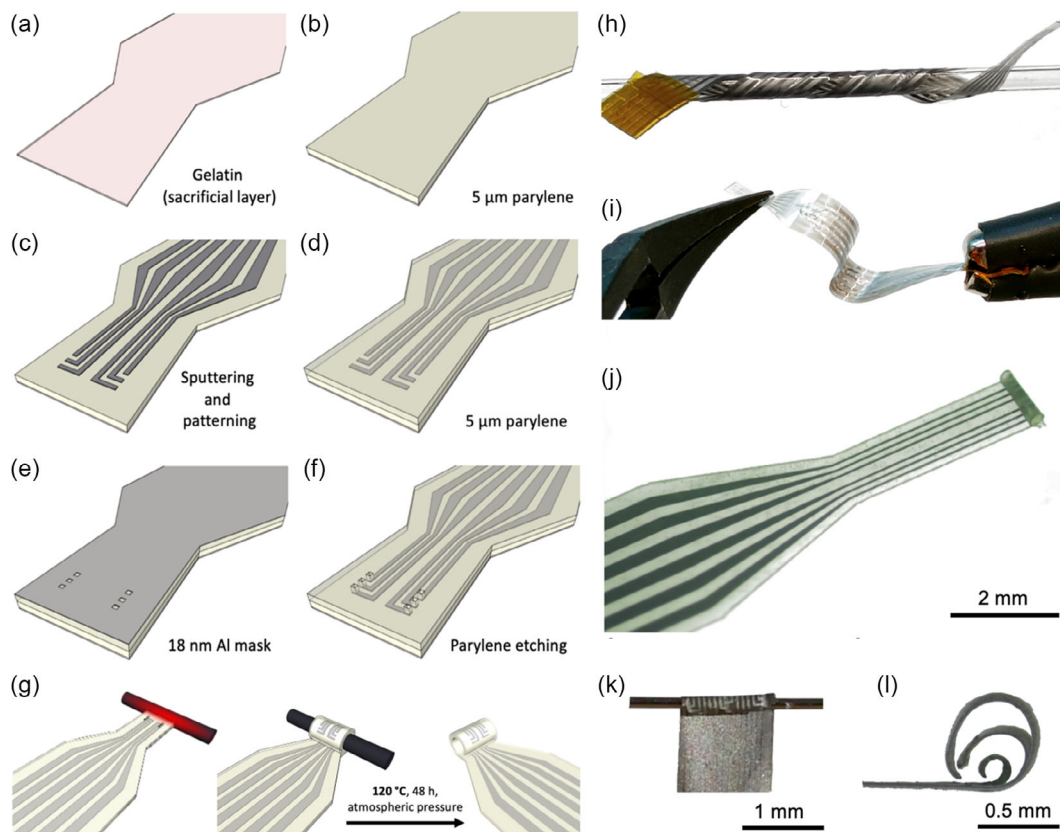 (a)
(b)
(h)
Gelatin
(sacrificial layer)
5 μm parylene
(i)
(c)
(d)
Sputtering
and
patterning
5 μm parylene
(j)
(e)
(f)
18 nm Al mask
Parylene etching
2 mm
(g)
120 °C, 48 h,
atmospheric pressure
(k)
(l)
1 mm
0.5 mm